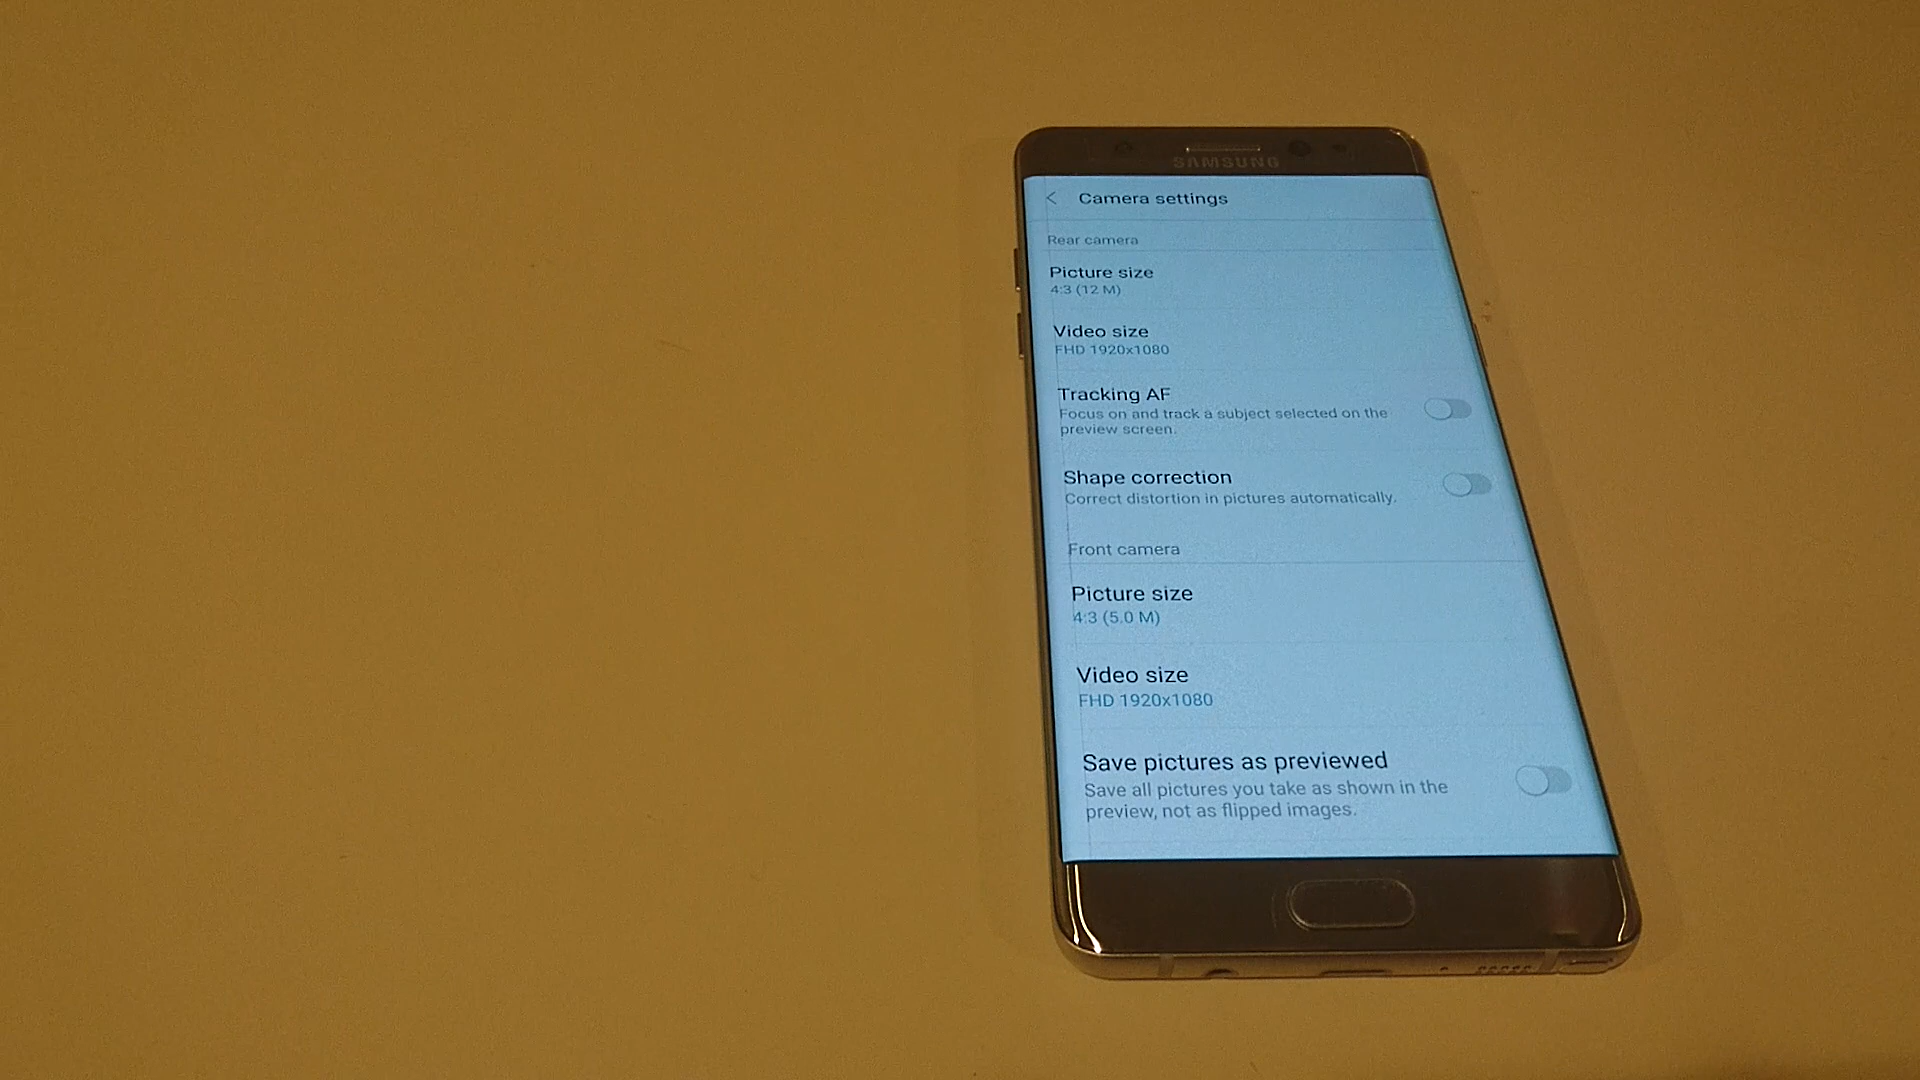 SAMSUNG
Camera settings
Rear camera
Picture size
4:3 (12 M)
Video size
FHD 1920x1080
Tracking AF
Focus on and track a subject selected on the
preview screen.
Shape correction
Correct distortion in pictures automatically.
Front camera
Picture size
4:3 (5.0 M)
Video size
FHD 1920x1080
Save pictures as previewed
Save all pictures you take as shown in the
preview, not as flipped images.